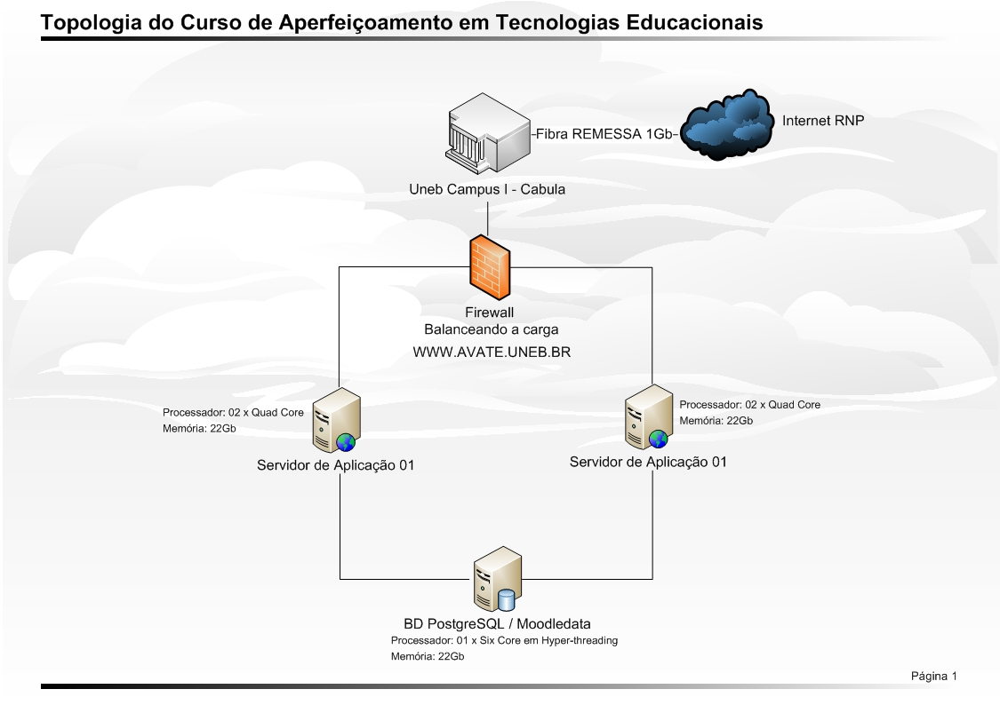 Topologia do Curso de Aperfeiçoamento em Tecnologias Educacionais
Fibra REMESSA 1Gb
Internet RNP
Uneb Campus I - Cabula
Firewall
Balanceando a carga
WWW.AVATE.UNEB.BR
Processador: 02 x Quad Core
Memória: 22Gb
Servidor de Aplicação 01
Processador: 02 x Quad Core
Memória: 22Gb
Servidor de Aplicação 01
BD PostgreSQL / Moodledata
Processador: 01 x Six Core em Hyper-threading
Memória: 22Gb
Página 1